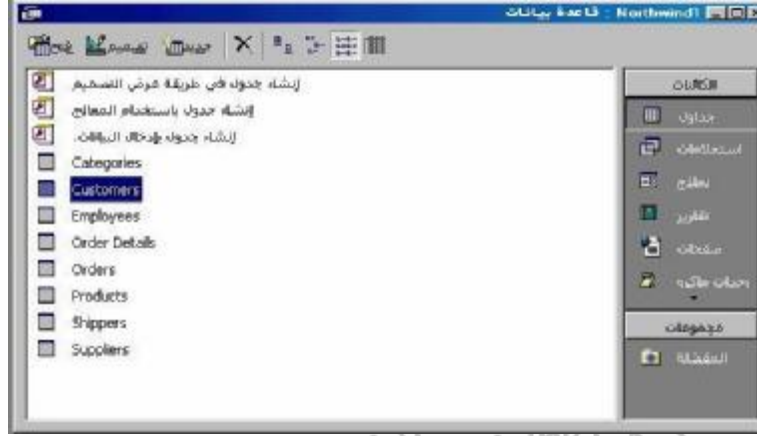 Northwind1 : قاعدة بيانات
فتح تصميم جديد
إنشاء جدول في طريقة عرض التصميم
إنشاء جدول باستخدام المعالج
إنشاء جدول بإدخال البيانات.
Categories
Customers
Employees
Order Details
Orders
Products
Shippers
Suppliers
الكائنات
جداول
استعلامات
نماذج
تقارير
صفحات
وحدات ماكرو
مجموعات
المفضلة